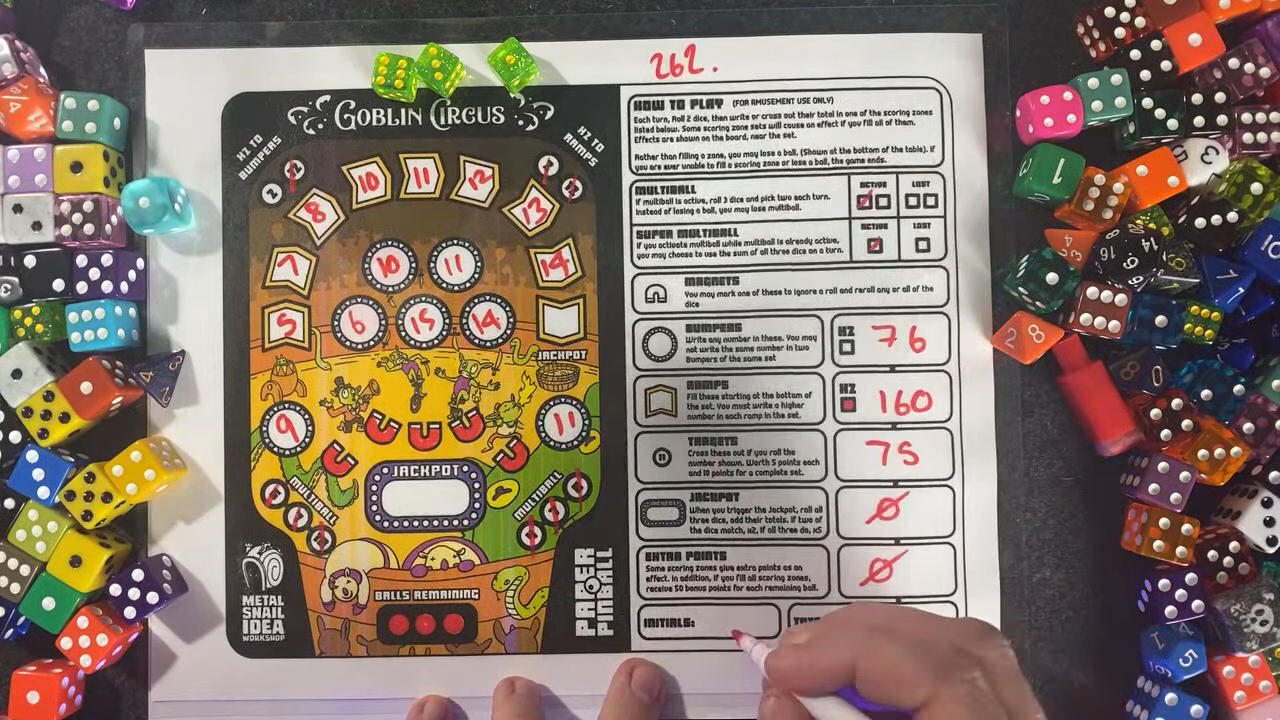 262.
GOBLIN CIRCUS
X2 TO BUMPERS
X2 TO RAMPS
5
7
8
10
11
12
13
14
10
11
6
15
14
JACKPOT
9
11
JACKPOT
MULTIBALL
MULTIBALL
BALLS REMAINING
METAL
SNAIL
IDEA
WORKSHOP
PAPER
PINBALL
HOW TO PLAY (FOR AMUSEMENT USE ONLY)
Each turn, Roll 2 dice, then write or cross out their total in one of the scoring zones
listed below. Some scoring zone sets will cause an effect if you fill all of them.
Effects are shown on the board, near the set.
Rather than filling a zone, you may lose a ball. (Shown at the bottom of the table). If
you are ever unable to fill a scoring zone or lose a ball, the game ends.
MULTIBALL
If multiball is active, roll 3 dice and pick two each turn.
Instead of losing a ball, you may lose multiball.
ACTIVE
LOST
SUPER MULTIBALL
If you activate multiball while multiball is already active,
you may choose to use the sum of all three dice on a turn.
ACTIVE
LOST
MAGNETS
You may mark one of these to ignore a roll and reroll any or all of the
dice
BUMPERS
Write any number in these. You may
not write the same number in two
Bumpers of the same set
X2
76
RAMPS
Fill these starting at the bottom of
the set. You must write a higher
number in each ramp in the set.
X2
160
TARGETS
Cross these out if you roll the
number shown. Worth 5 points each
and 10 points for a complete set.
75
JACKPOT
When you trigger the Jackpot, roll all
three dice, add their totals. If two of
the dice match, x2, if all three do, x5
Ø
EXTRA POINTS
Some scoring zones give extra points as an
effect. In addition, if you fill all scoring zones,
receive 50 bonus points for each remaining ball.
Ø
INITIALS: